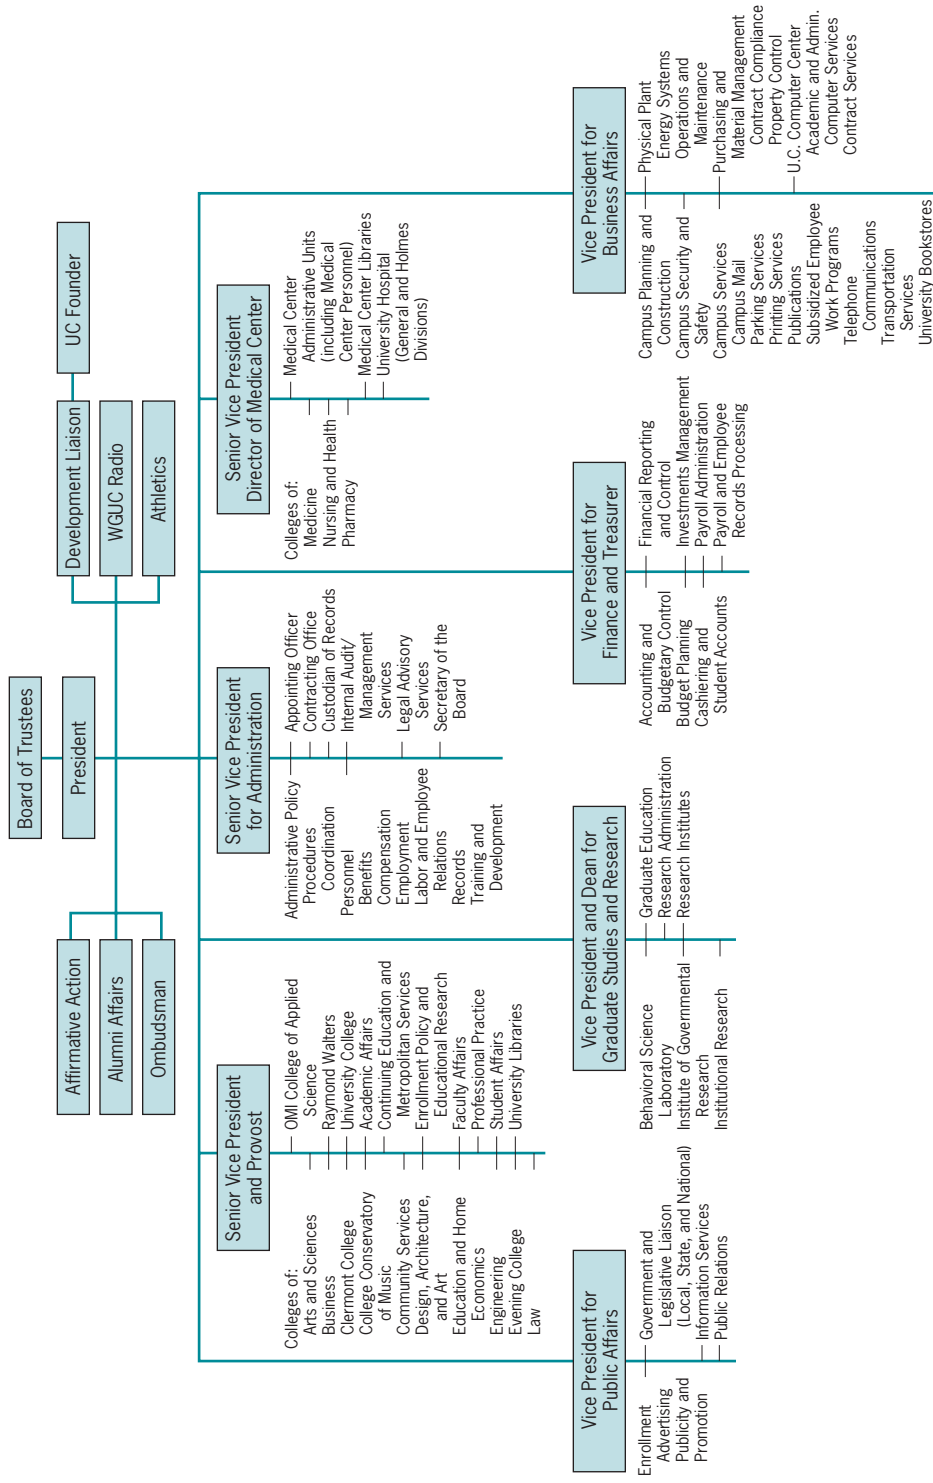 Board of Trustees
President
Affirmative Action
Alumni Affairs
Ombudsman
Development Liaison
UC Founder
WGUC Radio
Athletics
Senior Vice President
and Provost
Colleges of:
Arts and Sciences
Business
Clermont College
College Conservatory
of Music
Community Services
Design, Architecture,
and Art
Education and Home
Economics
Engineering
Evening College
Law
OMI College of Applied
Science
Raymond Walters
University College
Academic Affairs
Continuing Education and
Metropolitan Services
Enrollment Policy and
Educational Research
Faculty Affairs
Professional Practice
Student Affairs
University Libraries
Senior Vice President
for Administration
Administrative Policy
Procedures
Coordination
Personnel
Benefits
Compensation
Employment
Labor and Employee
Relations
Records
Training and
Development
Appointing Officer
Contracting Office
Custodian of Records
Internal Audit/
Management
Services
Legal Advisory
Services
Secretary of the
Board
Senior Vice President
Director of Medical Center
Colleges of:
Medicine
Nursing and Health
Pharmacy
Medical Center
Administrative Units
(including Medical
Center Personnel)
Medical Center Libraries
University Hospital
(General and Holmes
Divisions)
Vice President for
Public Affairs
Enrollment
Advertising
Publicity and
Promotion
Government and
Legislative Liaison
(Local, State, and National)
Information Services
Public Relations
Vice President and Dean for
Graduate Studies and Research
Behavioral Science
Laboratory
Institute of Governmental
Research
Institutional Research
Graduate Education
Research Administration
Research Institutes
Vice President for
Finance and Treasurer
Accounting and
Budgetary Control
Budget Planning
Cashiering and
Student Accounts
Financial Reporting
and Control
Investments Management
Payroll Administration
Payroll and Employee
Records Processing
Vice President for
Business Affairs
Campus Planning and
Construction
Campus Security and
Safety
Campus Services
Campus Mail
Parking Services
Printing Services
Publications
Subsidized Employee
Work Programs
Telephone
Communications
Transportation
Services
University Bookstores
Physical Plant
Energy Systems
Operations and
Maintenance
Purchasing and
Material Management
Contract Compliance
Property Control
U.C. Computer Center
Academic and Admin.
Computer Services
Contract Services